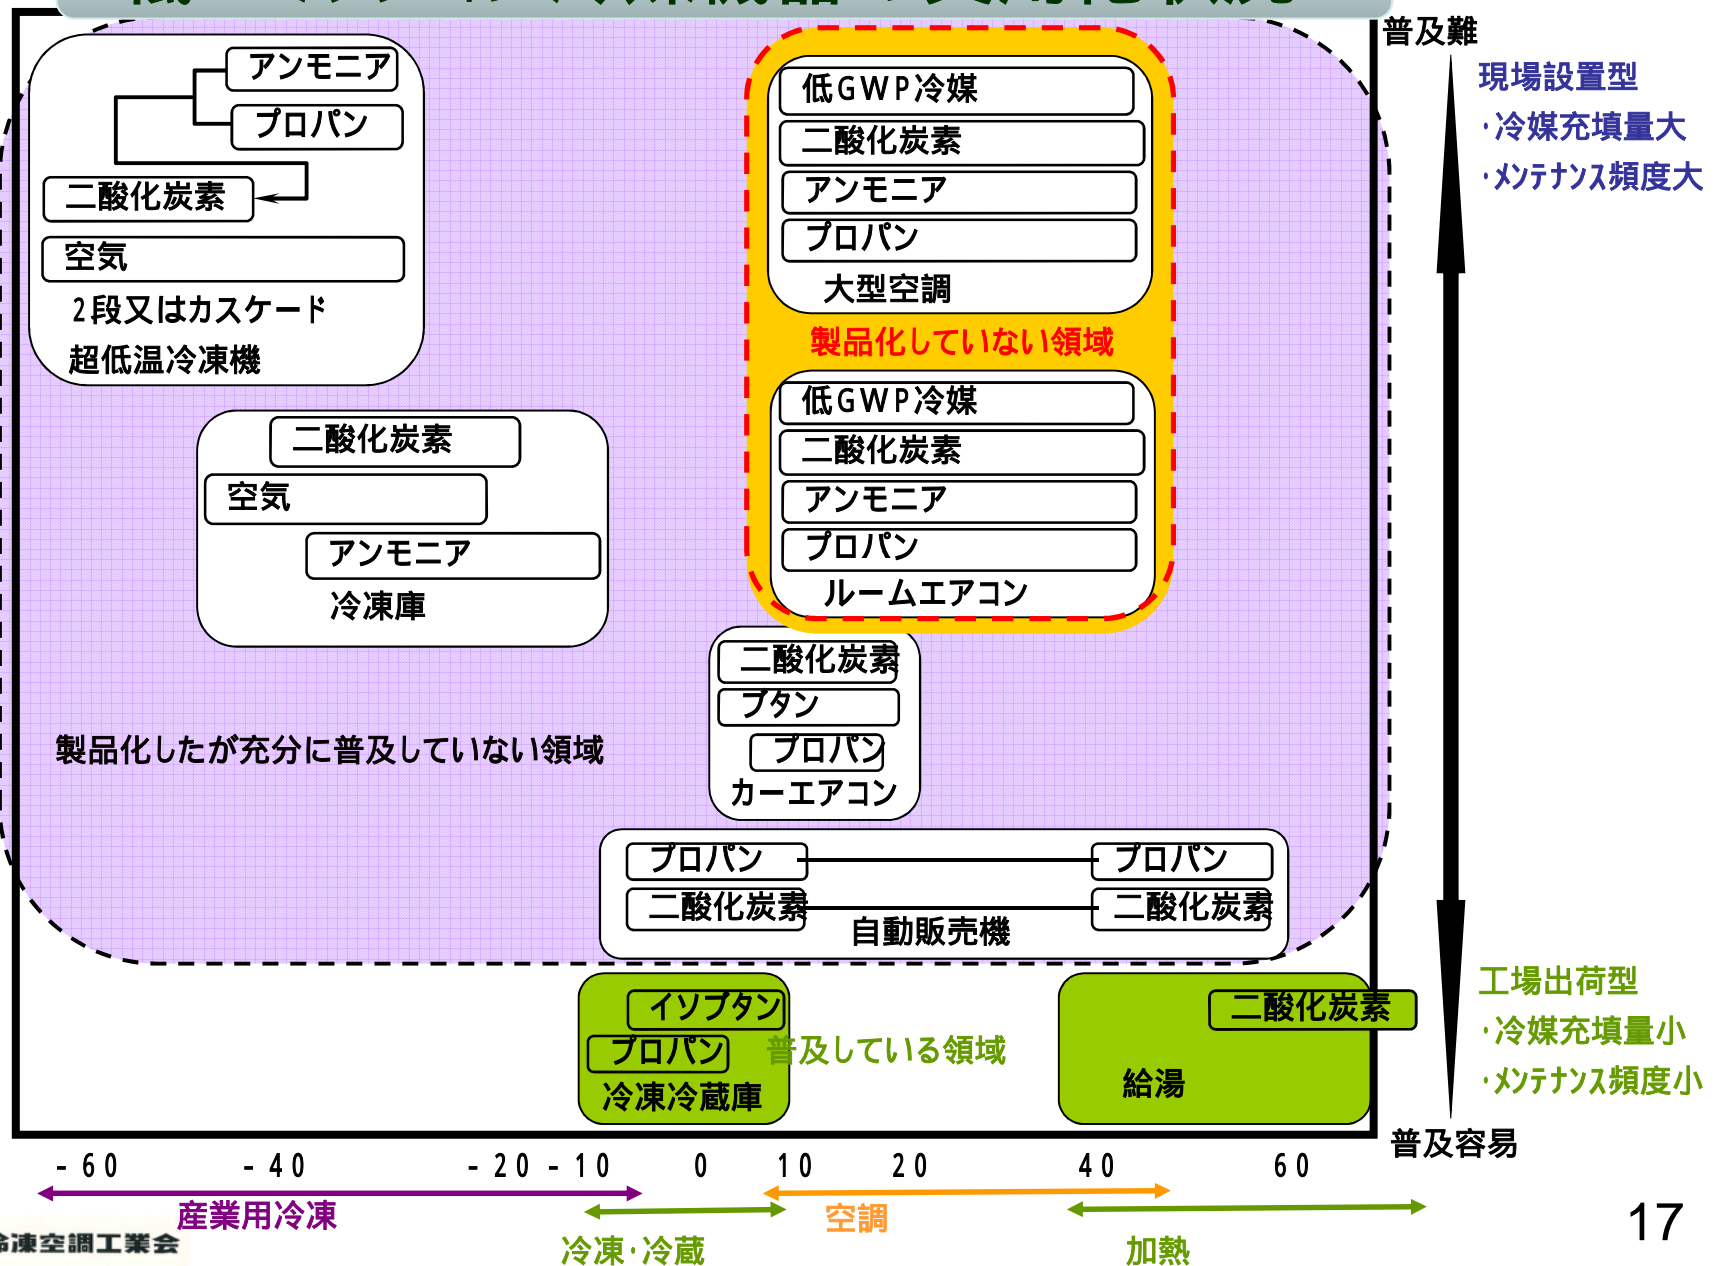 普及難
現場設置型
・冷媒充填量大
・メンテナンス頻度大
アンモニア
プロパン
二酸化炭素
空気
2段又はカスケード
超低温冷凍機
低GWP冷媒
二酸化炭素
アンモニア
プロパン
大型空調
製品化していない領域
低GWP冷媒
二酸化炭素
アンモニア
プロパン
ルームエアコン
二酸化炭素
空気
アンモニア
冷凍庫
二酸化炭素
ブタン
プロパン
カーエアコン
製品化したが充分に普及していない領域
プロパン
プロパン
二酸化炭素
二酸化炭素
自動販売機
イソブタン
プロパン
冷凍冷蔵庫
普及している領域
二酸化炭素
給湯
工場出荷型
・冷媒充填量小
・メンテナンス頻度小
普及容易
-60 -40 -20 -10 0 10 20 40 60
産業用冷凍
冷凍・冷蔵
空調
加熱
冷凍空調工業会
17